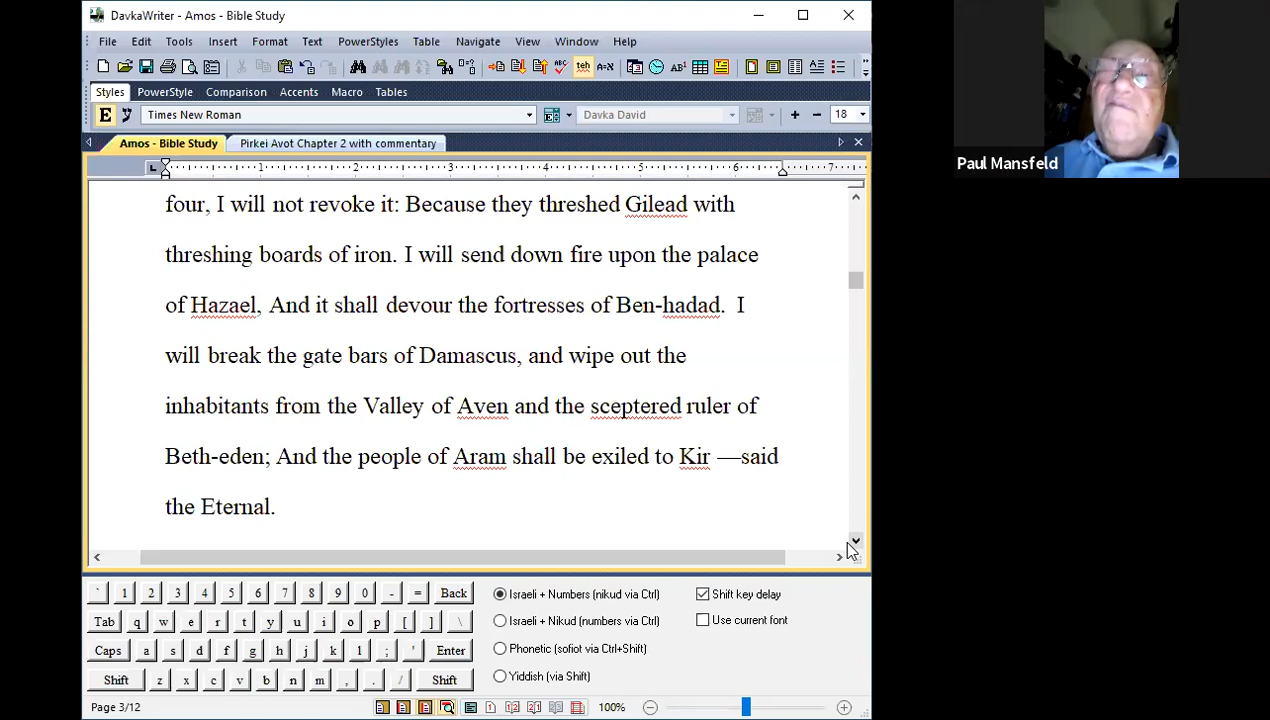 DavkaWriter - Amos - Bible Study
File Edit Tools Insert Format Text PowerStyles Table Navigate View Window Help
Styles PowerStyle Comparison Accents Macro Tables
E Times New Roman Davka David + - 18
Amos - Bible Study Pirkei Avot Chapter 2 with commentary
1 2 3 4 5 6 7
four, I will not revoke it: Because they threshed Gilead with
threshing boards of iron. I will send down fire upon the palace
of Hazael, And it shall devour the fortresses of Ben-hadad. I
will break the gate bars of Damascus, and wipe out the
inhabitants from the Valley of Aven and the sceptered ruler of
Beth-eden; And the people of Aram shall be exiled to Kir —said
the Eternal.
` 1 2 3 4 5 6 7 8 9 0 - = Back
Tab q w e r t y u i o p [ ] \
Caps a s d f g h j k l ; ' Enter
Shift z x c v b n m , . / Shift
Israeli + Numbers (nikud via Ctrl)
Israeli + Nikud (numbers via Ctrl)
Phonetic (sofiot via Ctrl+Shift)
Yiddish (via Shift)
Shift key delay
Use current font
Page 3/12 100%
Paul Mansfeld